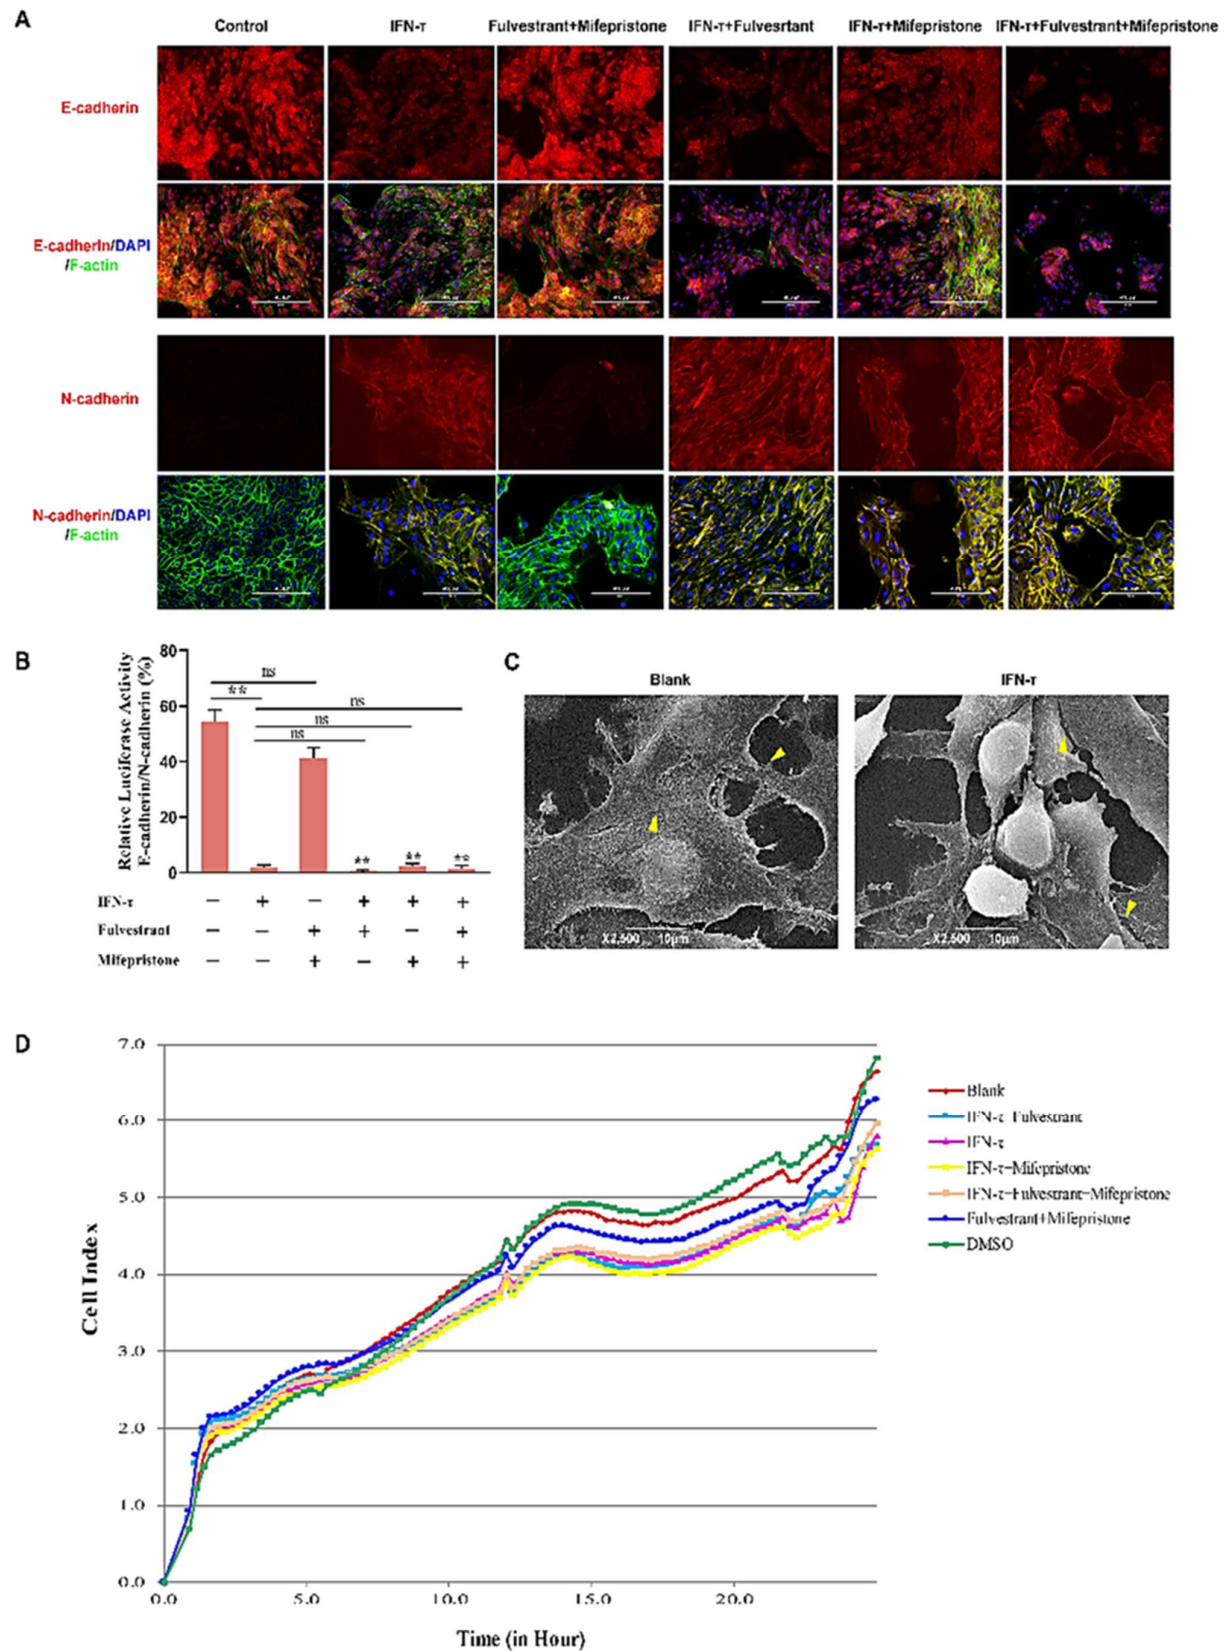 A
Control IFN-τ Fulvestrant+Mifepristone IFN-τ+Fulvesrtant IFN-τ+Mifepristone IFN-τ+Fulvestrant+Mifepristone
E-cadherin
E-cadherin/DAPI
/F-actin
N-cadherin
N-cadherin/DAPI
/F-actin
B
Relative Luciferase Activity
E-cadherin/N-cadherin (%)
80
60
40
20
0
ns
**
ns
ns
ns
** ** **
IFN-τ − + − + + +
Fulvestrant − − + + − +
Mifepristone − − + − + +
C
Blank IFN-τ
X2,500 10μm X2,500 10μm
D
Cell Index
7.0
6.0
5.0
4.0
3.0
2.0
1.0
0.0
0.0 5.0 10.0 15.0 20.0
Time (in Hour)
Blank
IFN-τ+Fulvestrant
IFN-τ
IFN-τ+Mifepristone
IFN-τ+Fulvestrant+Mifepristone
Fulvestrant+Mifepristone
DMSO